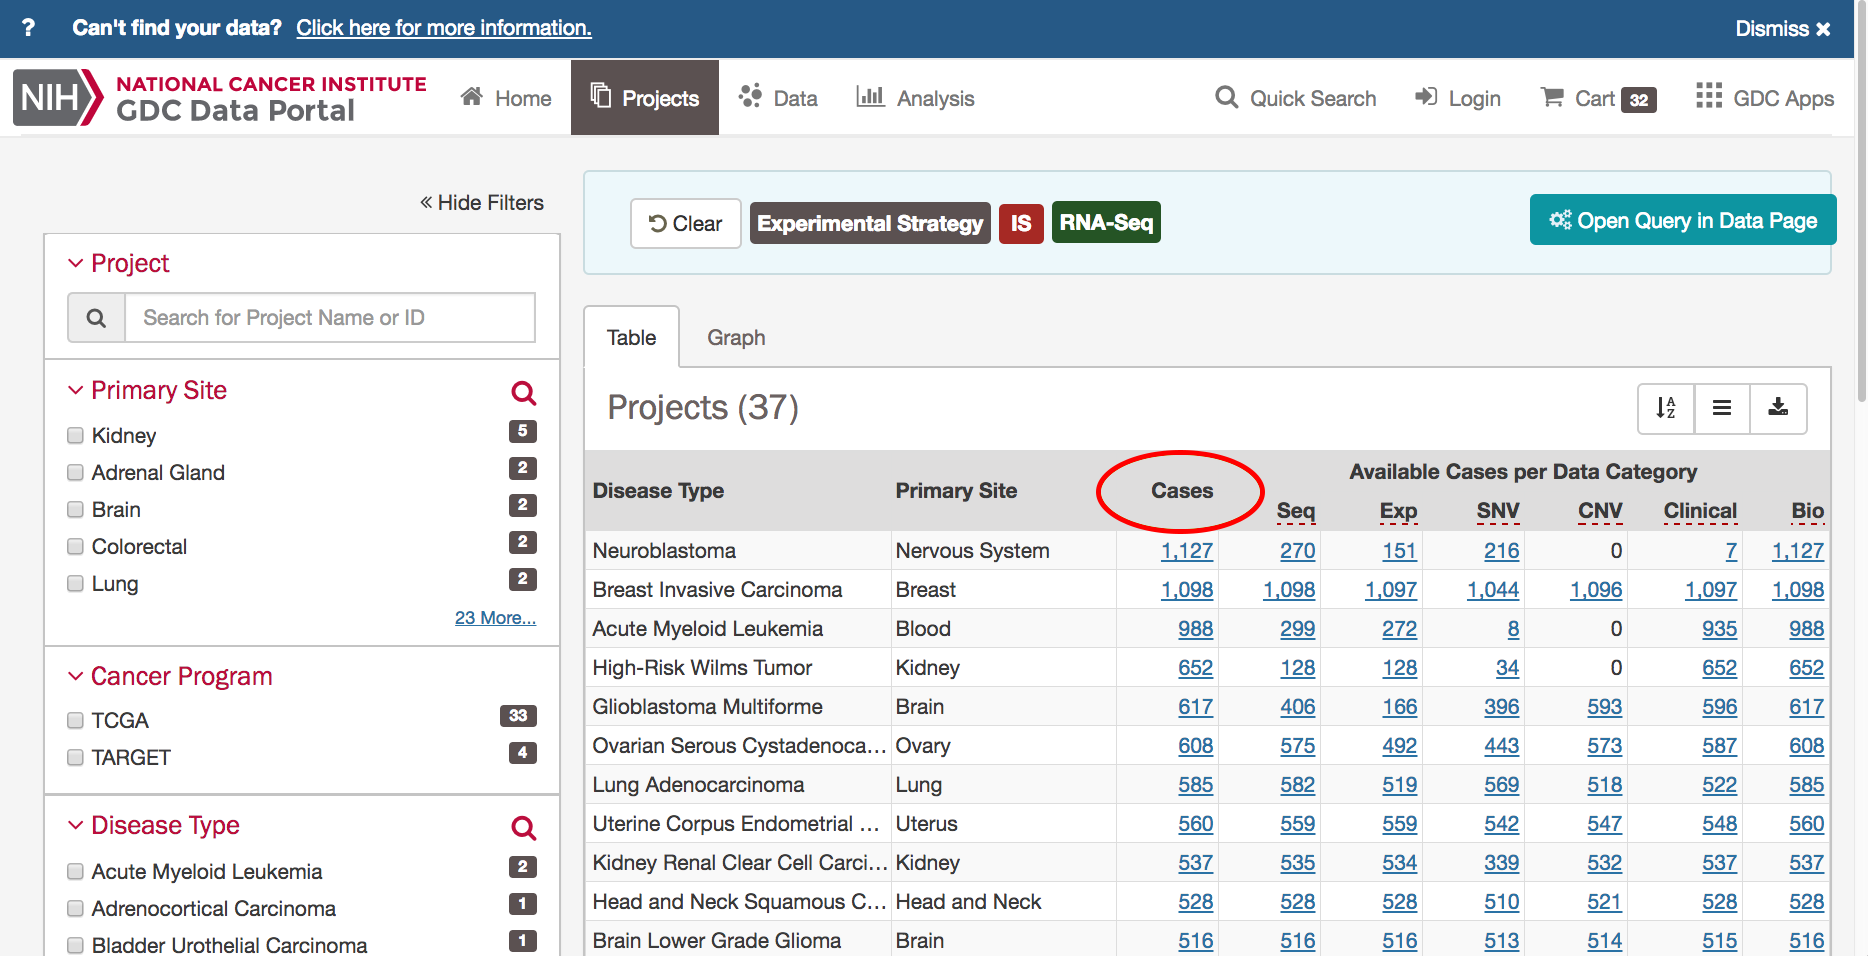 ? Can't find your data? Click here for more information. Dismiss ×
NIH NATIONAL CANCER INSTITUTE
GDC Data Portal
Home Projects Data Analysis Quick Search Login Cart 32 GDC Apps
« Hide Filters
Project
Search for Project Name or ID
Primary Site
Kidney 5
Adrenal Gland 2
Brain 2
Colorectal 2
Lung 2
23 More...
Cancer Program
TCGA 33
TARGET 4
Disease Type
Acute Myeloid Leukemia 2
Adrenocortical Carcinoma 1
Bladder Urothelial Carcinoma 1
Clear Experimental Strategy IS RNA-Seq Open Query in Data Page
Table Graph
Projects (37)
A
Z
Disease Type Primary Site Cases Available Cases per Data Category
Seq Exp SNV CNV Clinical Bio
Neuroblastoma Nervous System 1,127 270 151 216 0 7 1,127
Breast Invasive Carcinoma Breast 1,098 1,098 1,097 1,044 1,096 1,097 1,098
Acute Myeloid Leukemia Blood 988 299 272 8 0 935 988
High-Risk Wilms Tumor Kidney 652 128 128 34 0 652 652
Glioblastoma Multiforme Brain 617 406 166 396 593 596 617
Ovarian Serous Cystadenoca... Ovary 608 575 492 443 573 587 608
Lung Adenocarcinoma Lung 585 582 519 569 518 522 585
Uterine Corpus Endometrial ... Uterus 560 559 559 542 547 548 560
Kidney Renal Clear Cell Carci... Kidney 537 535 534 339 532 537 537
Head and Neck Squamous C... Head and Neck 528 528 528 510 521 528 528
Brain Lower Grade Glioma Brain 516 516 516 513 514 515 516